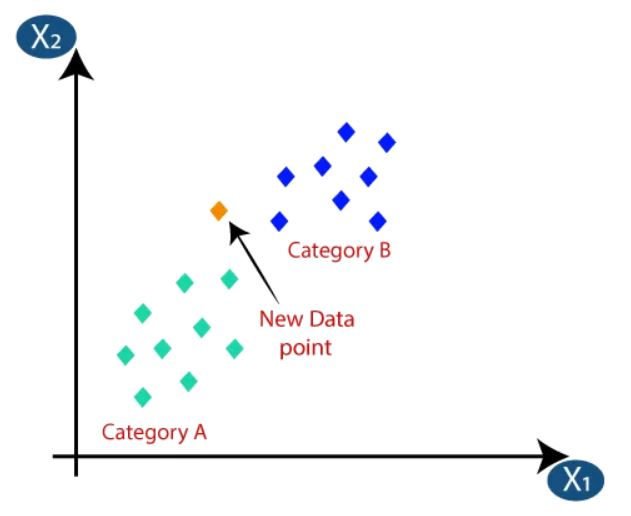 X₂
Category B
New Data
point
Category A
X₁